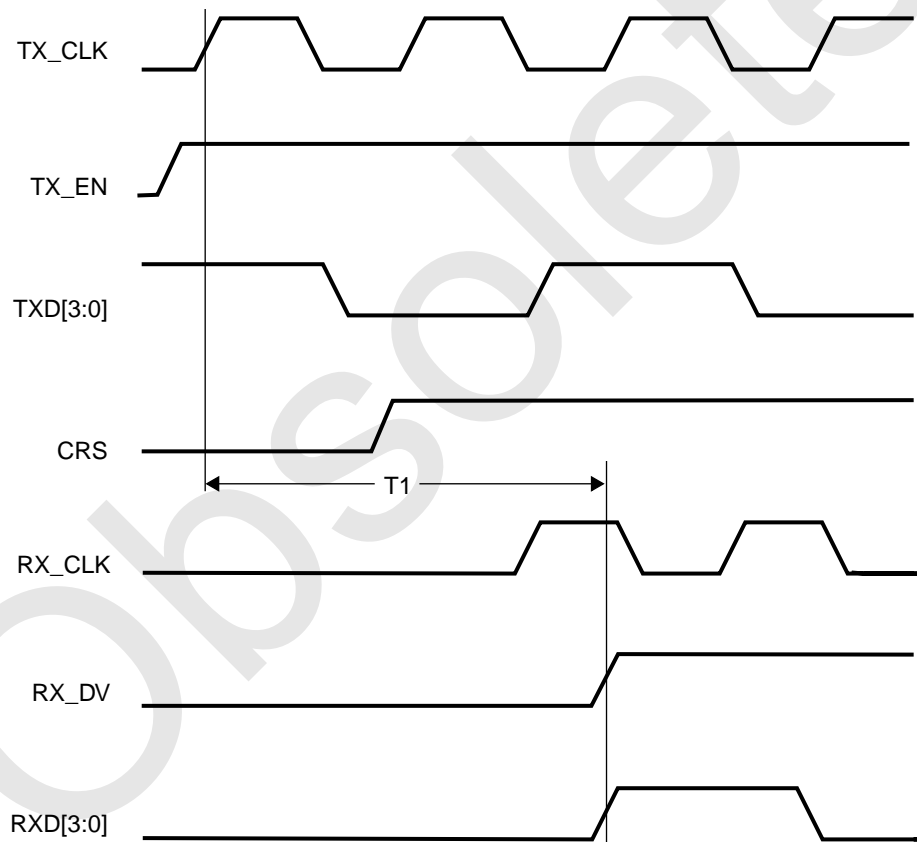 TX_CLK
TX_EN
TXD[3:0]
CRS
T1
RX_CLK
RX_DV
RXD[3:0]
Obsolete